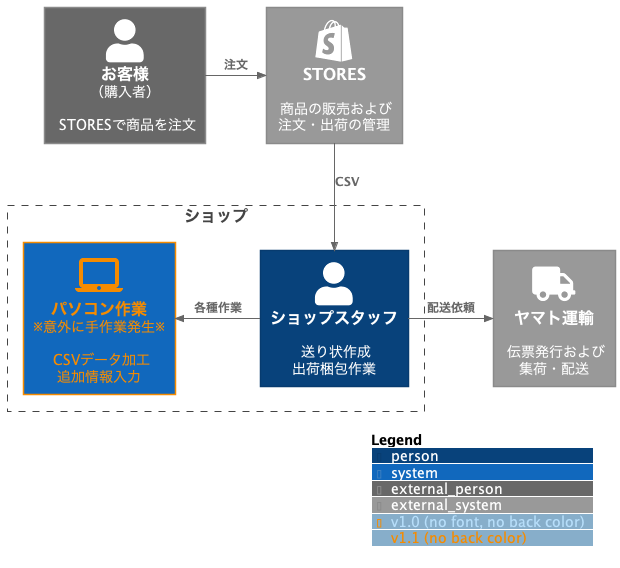 お客様
（購入者）
STORESで商品を注文
注文
STORES
商品の販売および
注文・出荷の管理
CSV
ショップ
パソコン作業
※意外に手作業発生※
CSVデータ加工
追加情報入力
各種作業
ショップスタッフ
送り状作成
出荷梱包作業
配送依頼
ヤマト運輸
伝票発行および
集荷・配送
Legend
person
system
external_person
external_system
v1.0 (no font, no back color)
v1.1 (no back color)